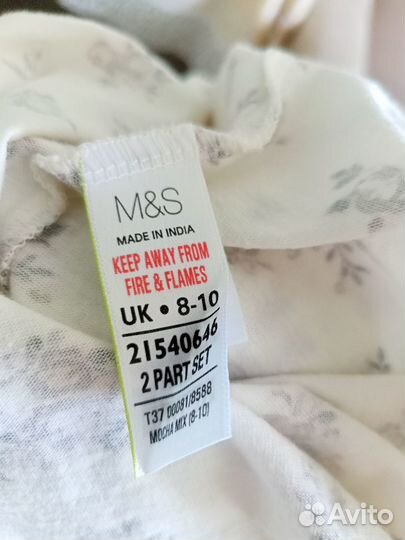 M&S
MADE IN INDIA
KEEP AWAY FROM
FIRE & FLAMES
UK • 8-10
21540646
2 PART SET
T37 00081/8588
MOCHA MIX (8-10)
Avito